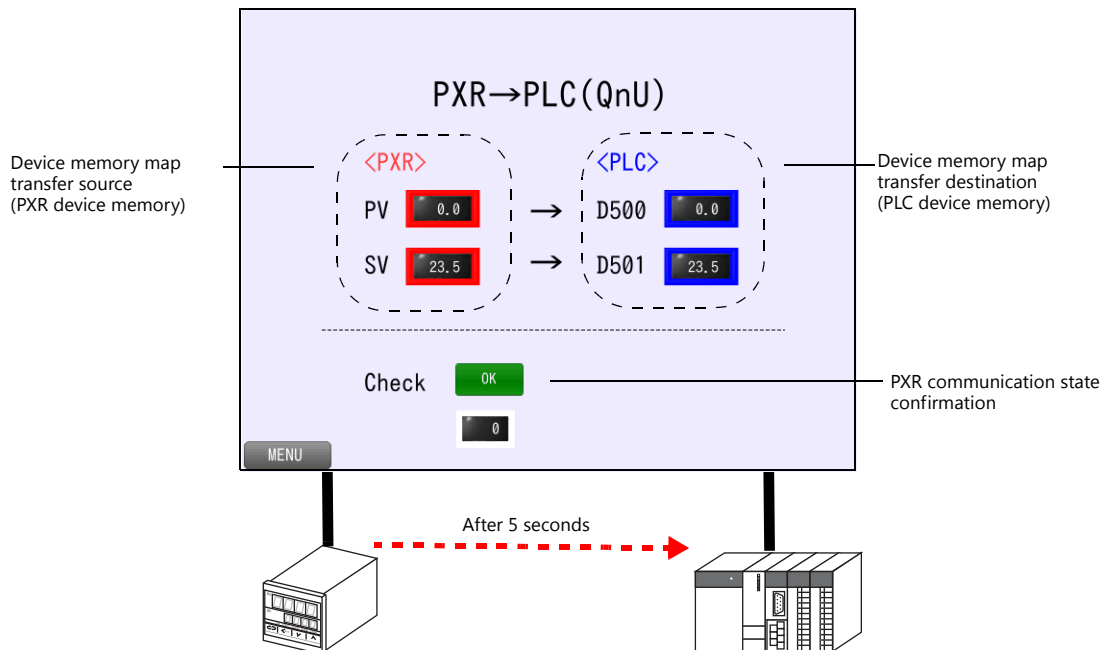 PXR→PLC(QnU)
Device memory map
transfer source
(PXR device memory)
<PXR>
PV 0.0 →
SV 23.5 →
<PLC>
D500 0.0
D501 23.5
Device memory map
transfer destination
(PLC device memory)
Check OK
0
PXR communication state
confirmation
MENU
After 5 seconds